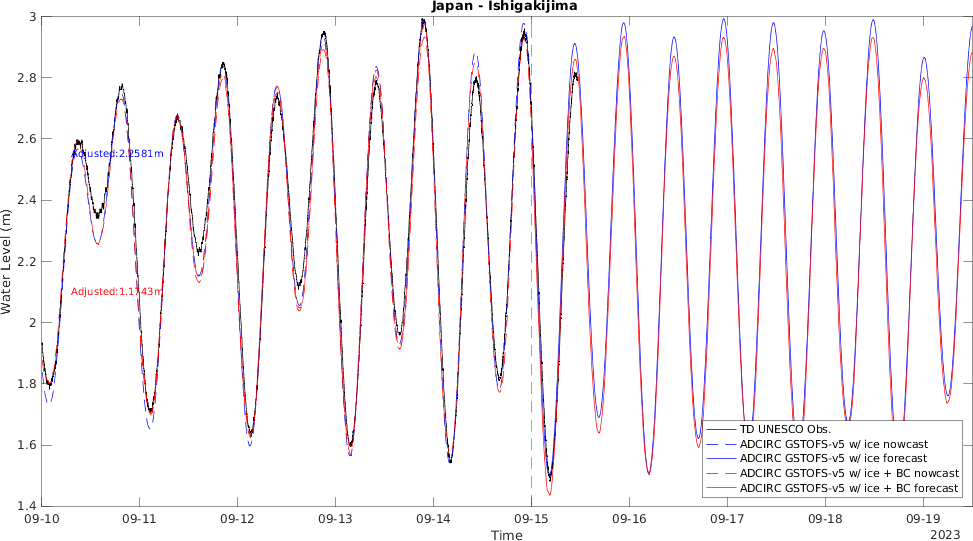 Japan - Ishigakijima
3
2.8
2.6
2.4
2.2
2
1.8
1.6
1.4
Water Level (m)
Adjusted:2.2581m
Adjusted:1.1743m
TD UNESCO Obs.
ADCIRC GSTOFS-v5 w/ ice nowcast
ADCIRC GSTOFS-v5 w/ ice forecast
ADCIRC GSTOFS-v5 w/ ice + BC nowcast
ADCIRC GSTOFS-v5 w/ ice + BC forecast
09-10 09-11 09-12 09-13 09-14 09-15 09-16 09-17 09-18 09-19
Time
2023